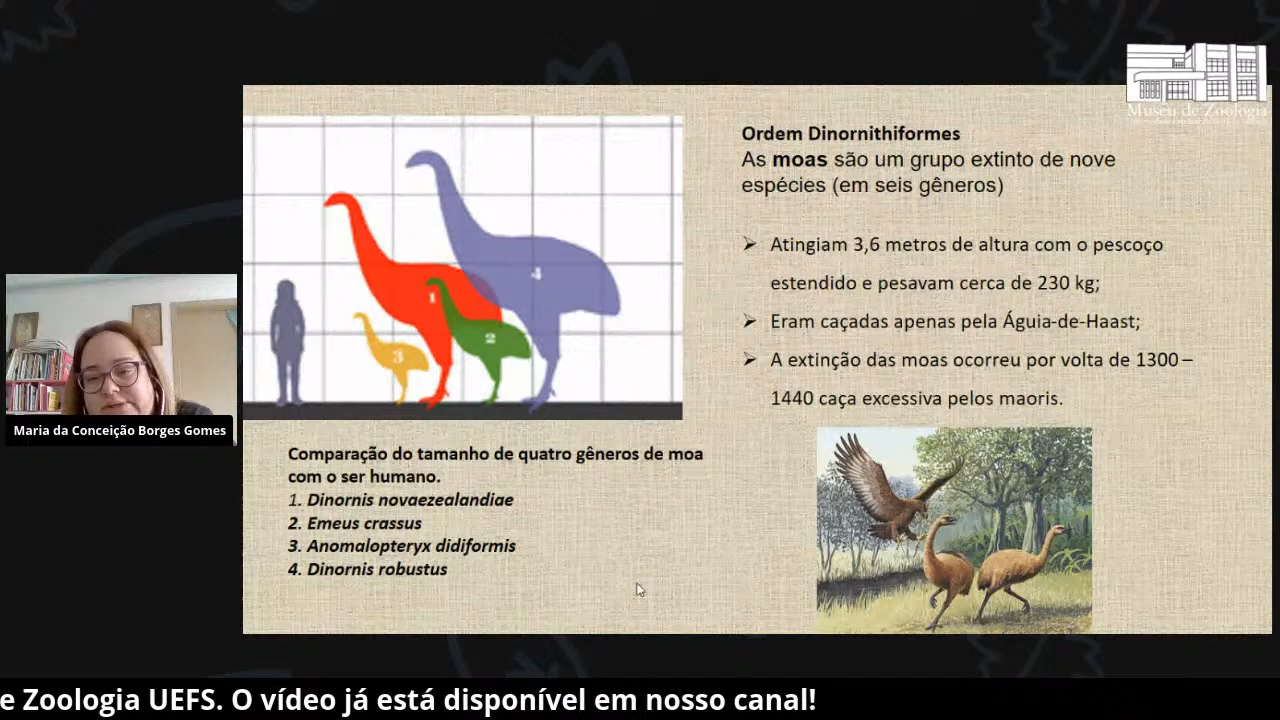 Museu de Zoologia
Ordem Dinornithiformes
As moas são um grupo extinto de nove
espécies (em seis gêneros)
➢ Atingiam 3,6 metros de altura com o pescoço
estendido e pesavam cerca de 230 kg;
➢ Eram caçadas apenas pela Águia-de-Haast;
➢ A extinção das moas ocorreu por volta de 1300 –
1440 caça excessiva pelos maoris.
1
2
3
4
Maria da Conceição Borges Gomes
Comparação do tamanho de quatro gêneros de moa
com o ser humano.
1. Dinornis novaezealandiae
2. Emeus crassus
3. Anomalopteryx didiformis
4. Dinornis robustus
e Zoologia UEFS. O vídeo já está disponível em nosso canal!